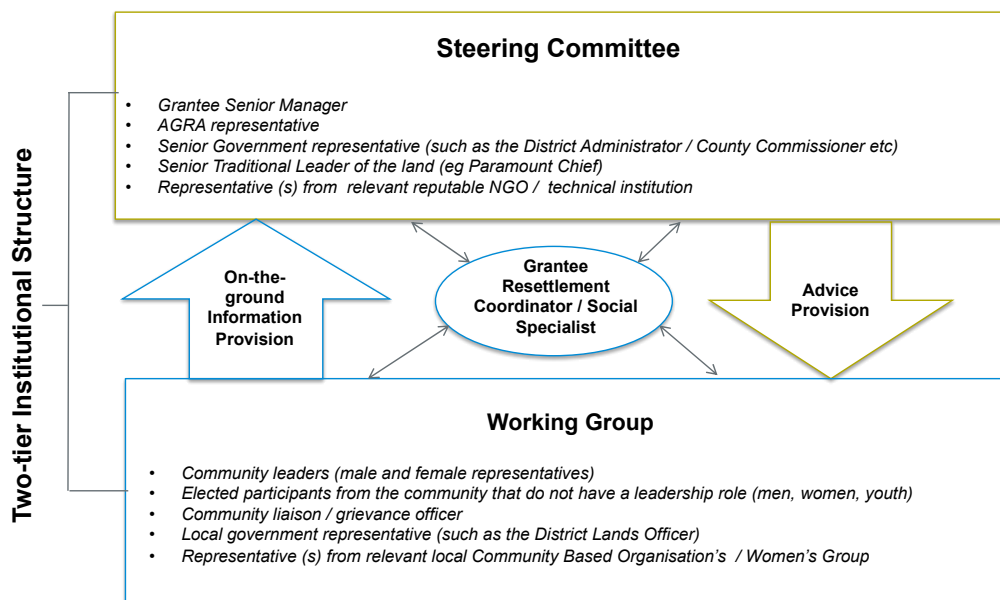 Two-tier Institutional Structure
Steering Committee
• Grantee Senior Manager
• AGRA representative
• Senior Government representative (such as the District Administrator / County Commissioner etc)
• Senior Traditional Leader of the land (eg Paramount Chief)
• Representative (s) from relevant reputable NGO / technical institution
On-the-
ground
Information
Provision
Grantee
Resettlement
Coordinator / Social
Specialist
Advice
Provision
Working Group
• Community leaders (male and female representatives)
• Elected participants from the community that do not have a leadership role (men, women, youth)
• Community liaison / grievance officer
• Local government representative (such as the District Lands Officer)
• Representative (s) from relevant local Community Based Organisation's / Women's Group